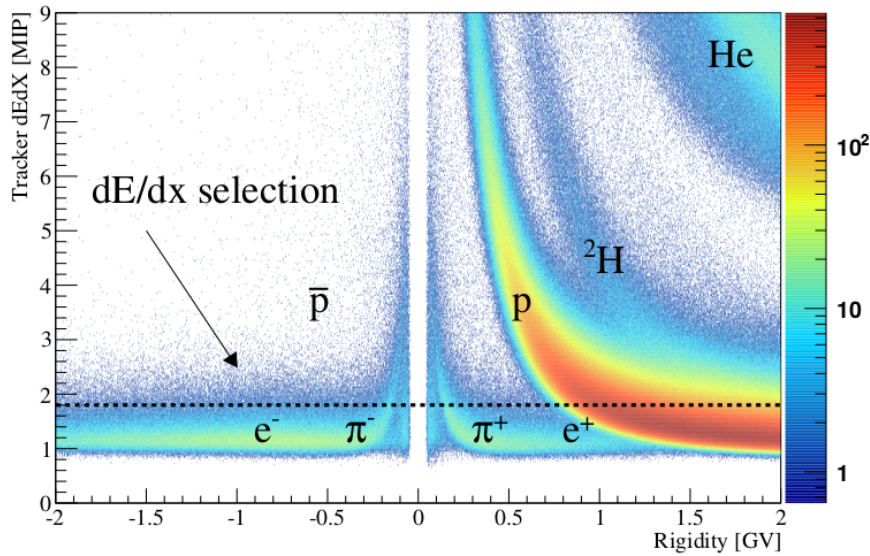 Tracker dEdX [MIP]
9
8
7
6
5
4
3
2
1
0
He
dE/dx selection
²H
p̅
p
e⁻
π⁻
π⁺
e⁺
-2
-1.5
-1
-0.5
0
0.5
1
1.5
2
Rigidity [GV]
10²
10
1